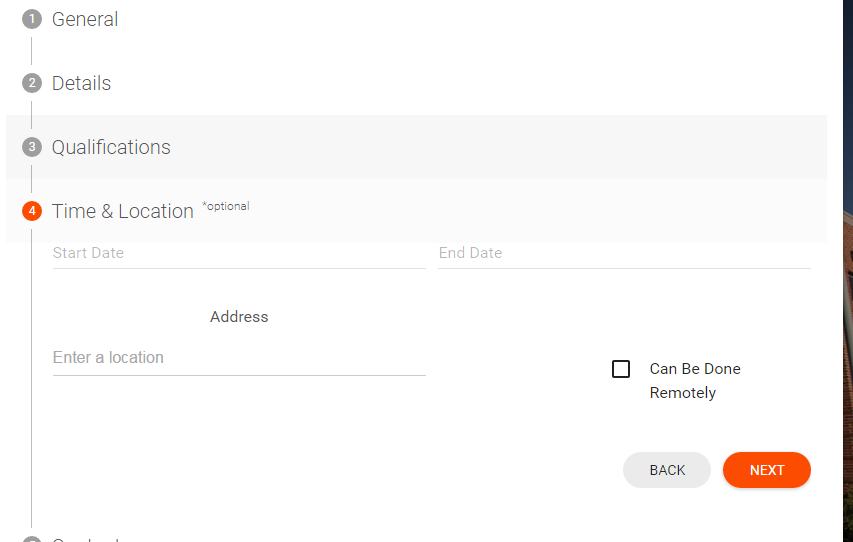 1 General
2 Details
3 Qualifications
4 Time & Location *optional
Start Date End Date
Address
Enter a location
Can Be Done
Remotely
BACK NEXT